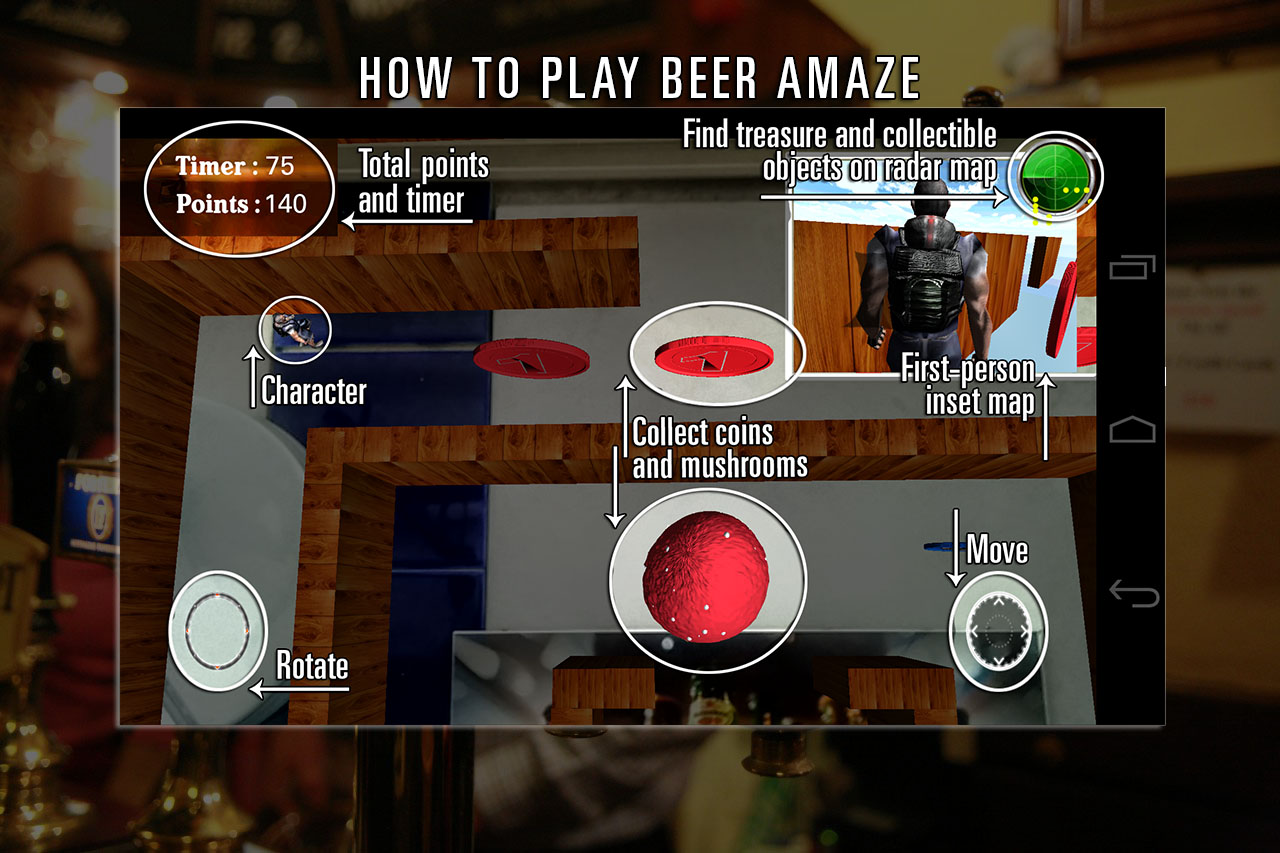 HOW TO PLAY BEER AMAZE
Timer : 75
Points : 140
Total points
and timer
Find treasure and collectible
objects on radar map
Character
First-person
inset map
Collect coins
and mushrooms
Move
Rotate